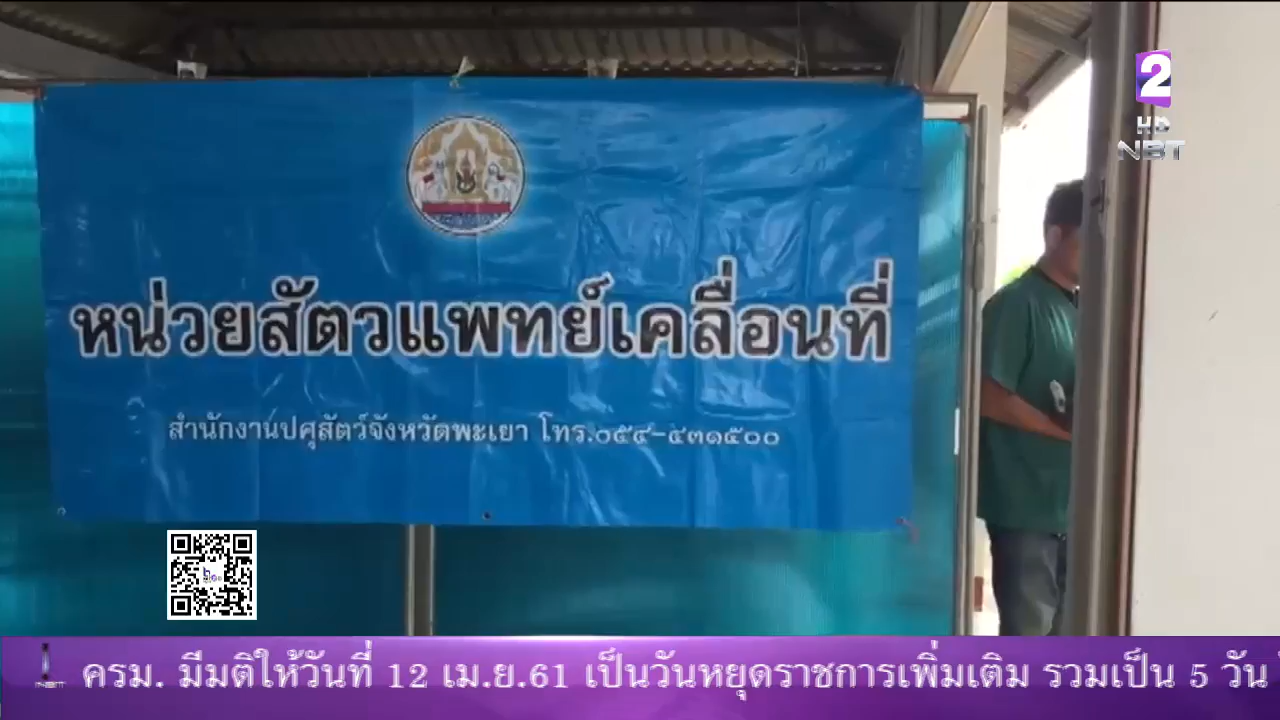 2
HD
NBT
หน่วยสัตวแพทย์เคลื่อนที่
สำนักงานปศุสัตว์จังหวัดพะเยา โทร.๐๕๔-๔๓๑๕๐๐
NBT ครม. มีมติให้วันที่ 12 เม.ย.61 เป็นวันหยุดราชการเพิ่มเติม รวมเป็น 5 วัน